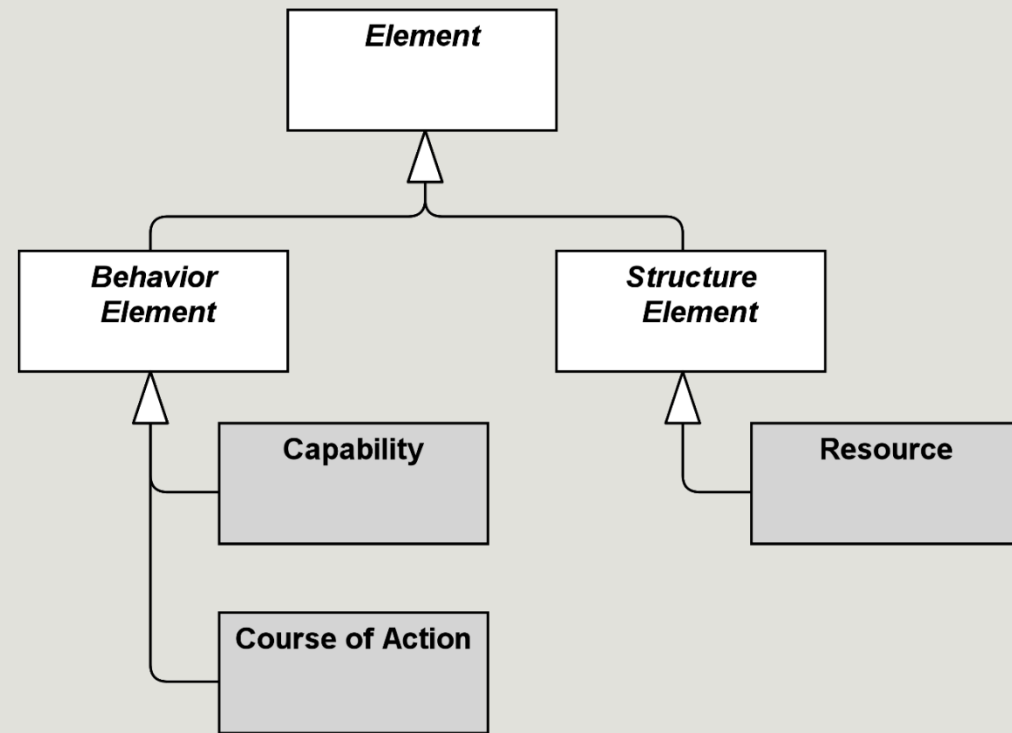 Element
Behavior
Element
Structure
Element
Capability
Resource
Course of Action